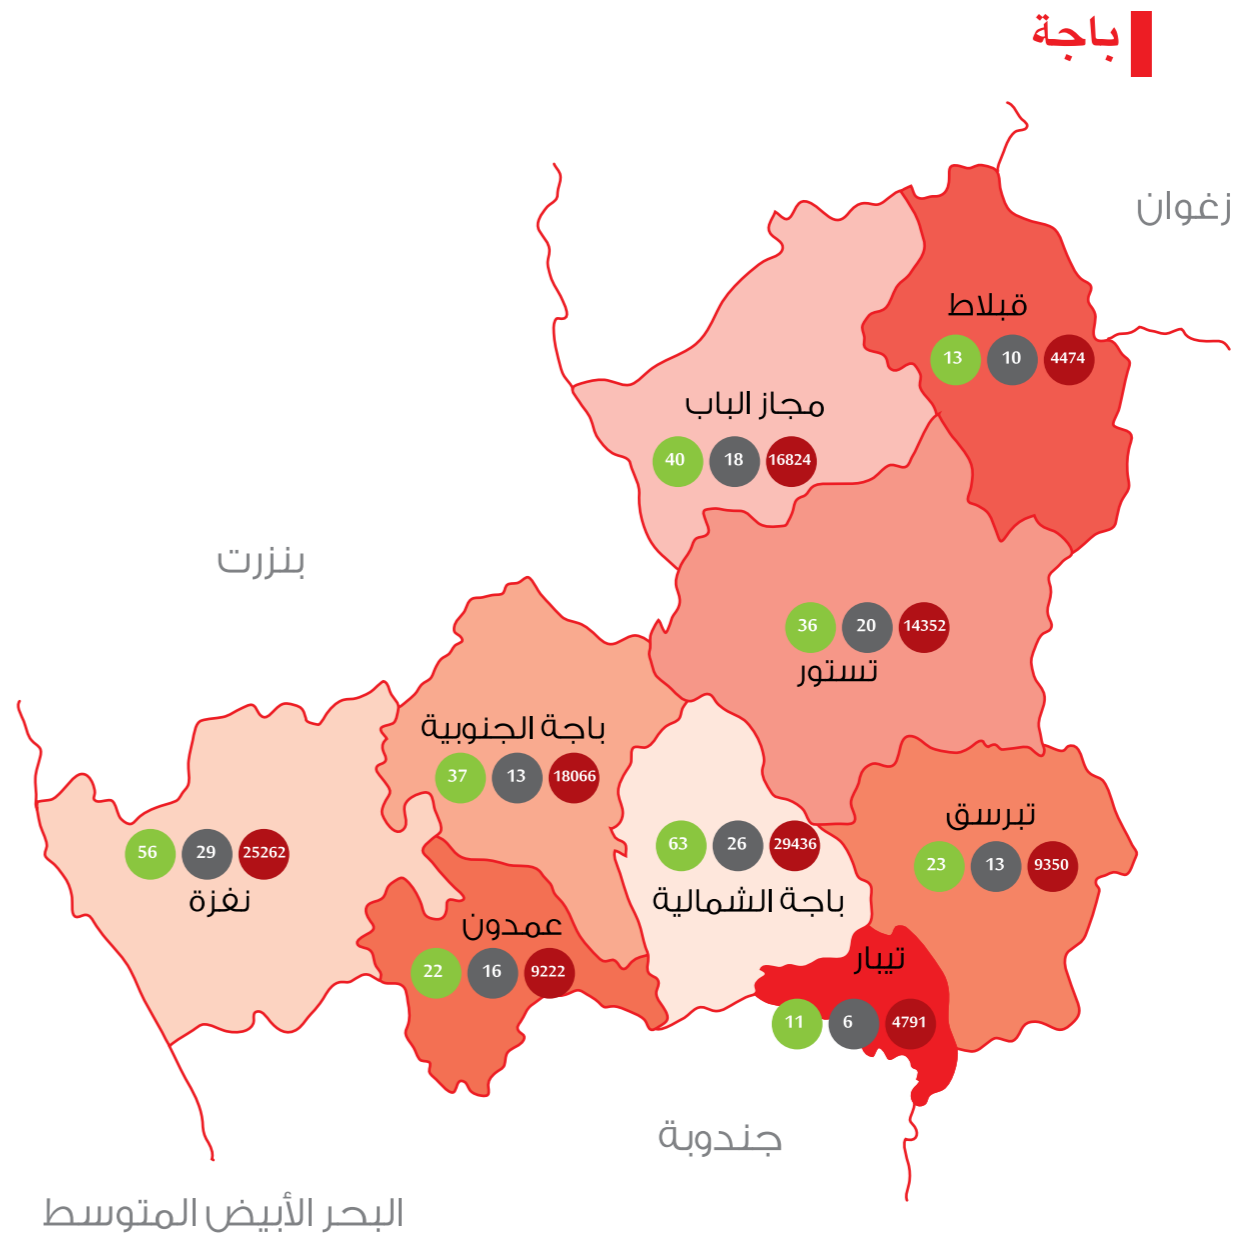 باجة
زغوان
قبلاط
13 10 4474
مجاز الباب
40 18 16824
بنزرت
36 20 14352
تستور
باجة الجنوبية
37 13 18066
تبرسق
23 13 9350
63 26 29436
باجة الشمالية
56 29 25262
نفزة
عمدون
22 16 9222
تيبار
11 6 4791
جندوبة
البحر الأبيض المتوسط